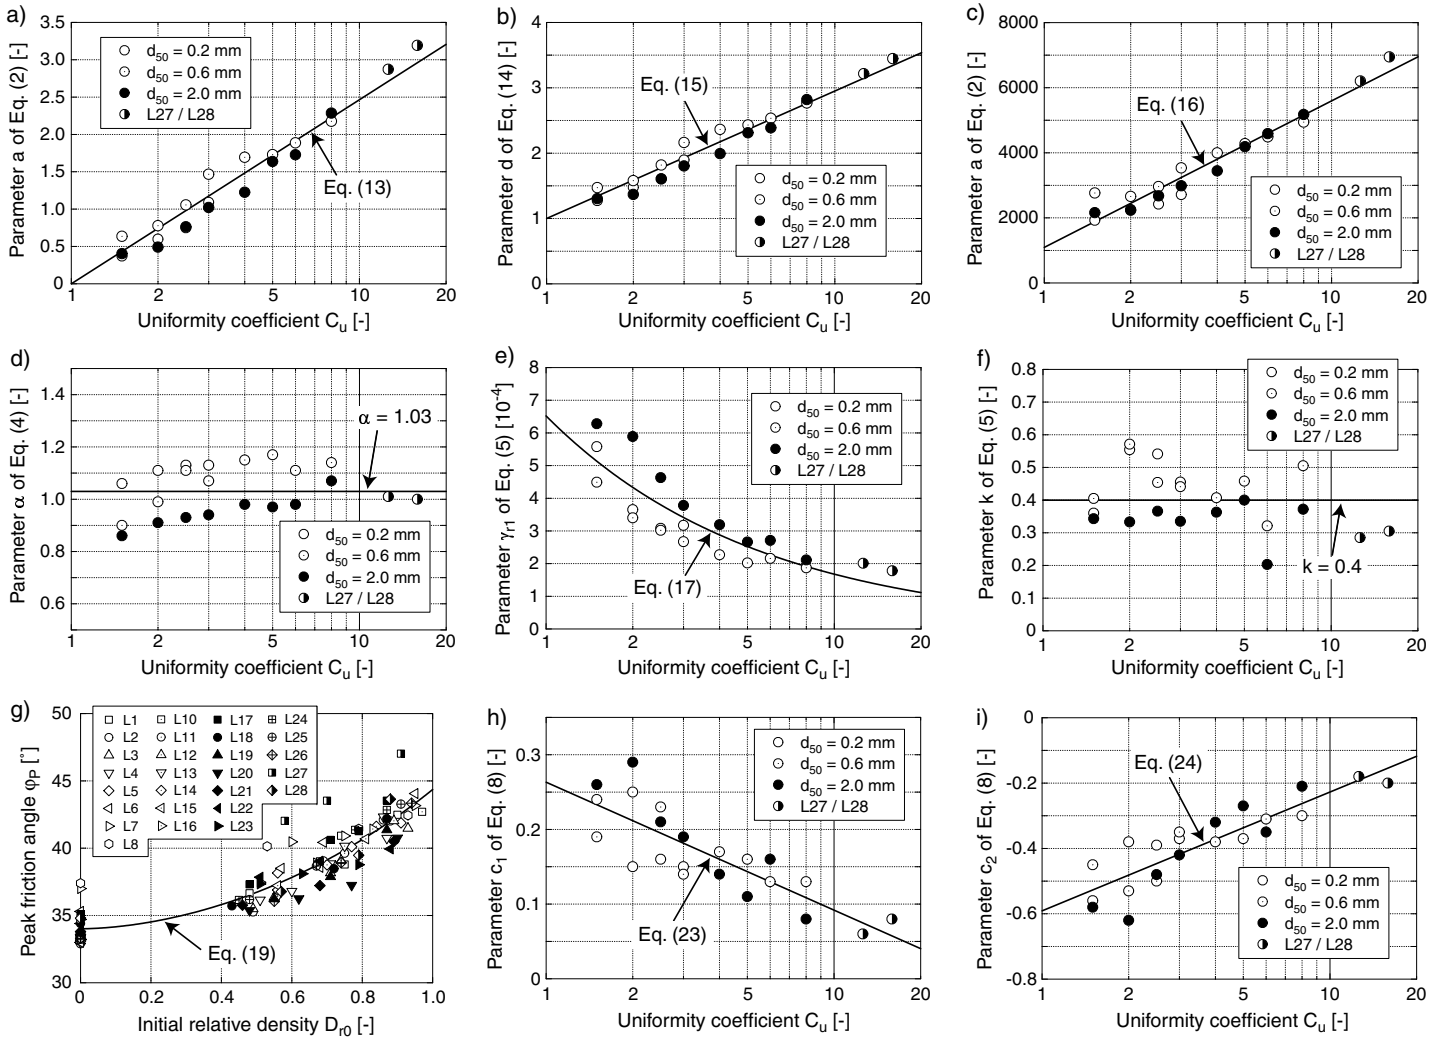 a)
Parameter a of Eq. (2) [-]
3.5
3.0
2.5
2.0
1.5
1.0
0.5
0
d50 = 0.2 mm
d50 = 0.6 mm
d50 = 2.0 mm
L27 / L28
Eq. (13)
1 2 5 10 20
Uniformity coefficient Cu [-]
b)
Parameter d of Eq. (14) [-]
4
3
2
1
0
Eq. (15)
d50 = 0.2 mm
d50 = 0.6 mm
d50 = 2.0 mm
L27 / L28
1 2 5 10 20
Uniformity coefficient Cu [-]
c)
Parameter a of Eq. (2) [-]
8000
6000
4000
2000
0
Eq. (16)
d50 = 0.2 mm
d50 = 0.6 mm
d50 = 2.0 mm
L27 / L28
1 2 5 10 20
Uniformity coefficient Cu [-]
d)
Parameter α of Eq. (4) [-]
1.4
1.2
1.0
0.8
0.6
α = 1.03
d50 = 0.2 mm
d50 = 0.6 mm
d50 = 2.0 mm
L27 / L28
1 2 5 10 20
Uniformity coefficient Cu [-]
e)
Parameter γr1 of Eq. (5) [10-4]
8
7
6
5
4
3
2
1
0
d50 = 0.2 mm
d50 = 0.6 mm
d50 = 2.0 mm
L27 / L28
Eq. (17)
1 2 5 10 20
Uniformity coefficient Cu [-]
f)
Parameter k of Eq. (5) [-]
0.8
0.7
0.6
0.5
0.4
0.3
0.2
0.1
0
d50 = 0.2 mm
d50 = 0.6 mm
d50 = 2.0 mm
L27 / L28
k = 0.4
1 2 5 10 20
Uniformity coefficient Cu [-]
g)
Peak friction angle φP [°]
50
45
40
35
30
L1 L10 L17 L24
L2 L11 L18 L25
L3 L12 L19 L26
L4 L13 L20 L27
L5 L14 L21 L28
L6 L15 L22
L7 L16 L23
L8
Eq. (19)
0 0.2 0.4 0.6 0.8 1.0
Initial relative density Dr0 [-]
h)
Parameter c1 of Eq. (8) [-]
0.3
0.2
0.1
0
d50 = 0.2 mm
d50 = 0.6 mm
d50 = 2.0 mm
L27 / L28
Eq. (23)
1 2 5 10 20
Uniformity coefficient Cu [-]
i)
Parameter c2 of Eq. (8) [-]
0
-0.2
-0.4
-0.6
-0.8
Eq. (24)
d50 = 0.2 mm
d50 = 0.6 mm
d50 = 2.0 mm
L27 / L28
1 2 5 10 20
Uniformity coefficient Cu [-]